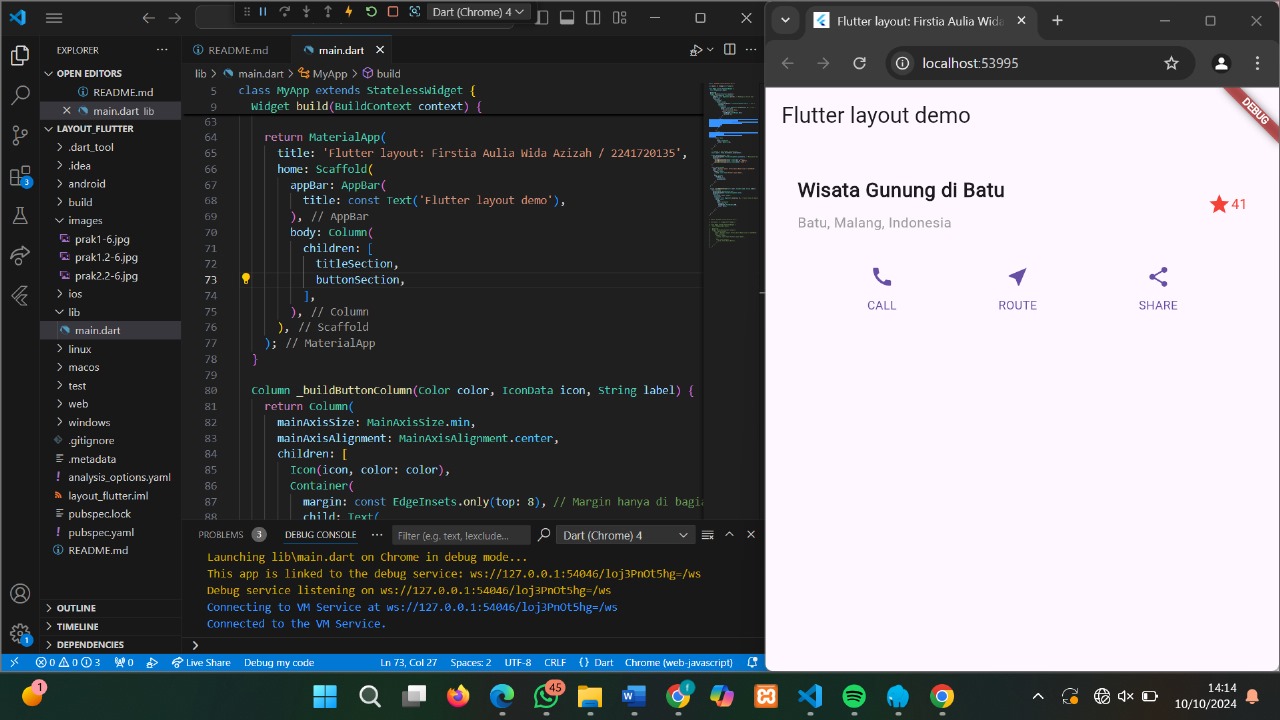 Dart (Chrome) 4
EXPLORER
OPEN EDITORS
README.md
main.dart lib
LAYOUT_FLUTTER
.dart_tool
.idea
android
build
images
prak1.6.jpg
prak1.2-6.jpg
prak2.2-6.jpg
ios
lib
main.dart
linux
macos
test
web
windows
.gitignore
.metadata
analysis_options.yaml
layout_flutter.iml
pubspec.lock
pubspec.yaml
README.md
OUTLINE
TIMELINE
DEPENDENCIES
3
1
README.md
main.dart
lib > main.dart > MyApp > build
5 class MyApp extends StatelessWidget {
9 Widget build(BuildContext context) {
63
64 return MaterialApp(
65 title: 'Flutter layout: Firstia Aulia Wida Azizah / 2241720135',
66 home: Scaffold(
67 appBar: AppBar(
68 title: const Text('Flutter layout demo'),
69 ), // AppBar
70 body: Column(
71 children: [
72 titleSection,
73 buttonSection,
74 ],
75 ), // Column
76 ), // Scaffold
77 ); // MaterialApp
78 }
79
80 Column _buildButtonColumn(Color color, IconData icon, String label) {
81 return Column(
82 mainAxisSize: MainAxisSize.min,
83 mainAxisAlignment: MainAxisAlignment.center,
84 children: [
85 Icon(icon, color: color),
86 Container(
87 margin: const EdgeInsets.only(top: 8), // Margin hanya di bagia
88 child: Text(
PROBLEMS 3
DEBUG CONSOLE
Filter (e.g. text, !exclude...
Dart (Chrome) 4
Launching lib\main.dart on Chrome in debug mode...
This app is linked to the debug service: ws://127.0.0.1:54046/loj3PnOt5hg=/ws
Debug service listening on ws://127.0.0.1:54046/loj3PnOt5hg=/ws
Connecting to VM Service at ws://127.0.0.1:54046/loj3PnOt5hg=/ws
Connected to the VM Service.
0 0 3 0 Live Share Debug my code Ln 73, Col 27 Spaces: 2 UTF-8 CRLF {} Dart Chrome (web-javascript)
Flutter layout: Firstia Aulia Wida
localhost:53995
DEBUG
Flutter layout demo
Wisata Gunung di Batu
Batu, Malang, Indonesia
41
CALL
ROUTE
SHARE
1
45
14:14
10/10/2024